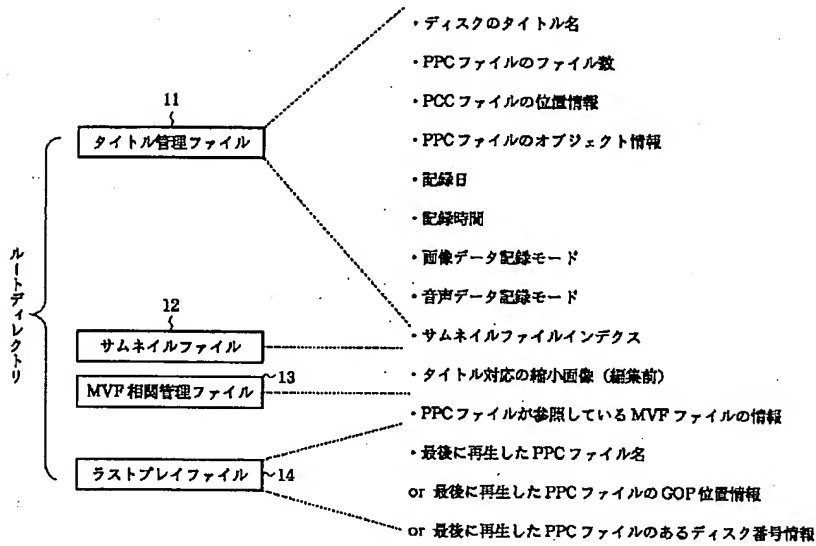 ・ディスクのタイトル名
・PPCファイルのファイル数
11
・PCCファイルの位置情報
タイトル管理ファイル
・PPCファイルのオブジェクト情報
・記録日
・記録時間
ルートディレクトリ
・画像データ記録モード
・音声データ記録モード
12
・サムネイルファイルインデクス
サムネイルファイル
・タイトル対応の縮小画像（編集前）
13
MVF相関管理ファイル
・PPCファイルが参照しているMVFファイルの情報
・最後に再生したPPCファイル名
ラストプレイファイル
14
or 最後に再生したPPCファイルのGOP位置情報
or 最後に再生したPPCファイルのあるディスク番号情報